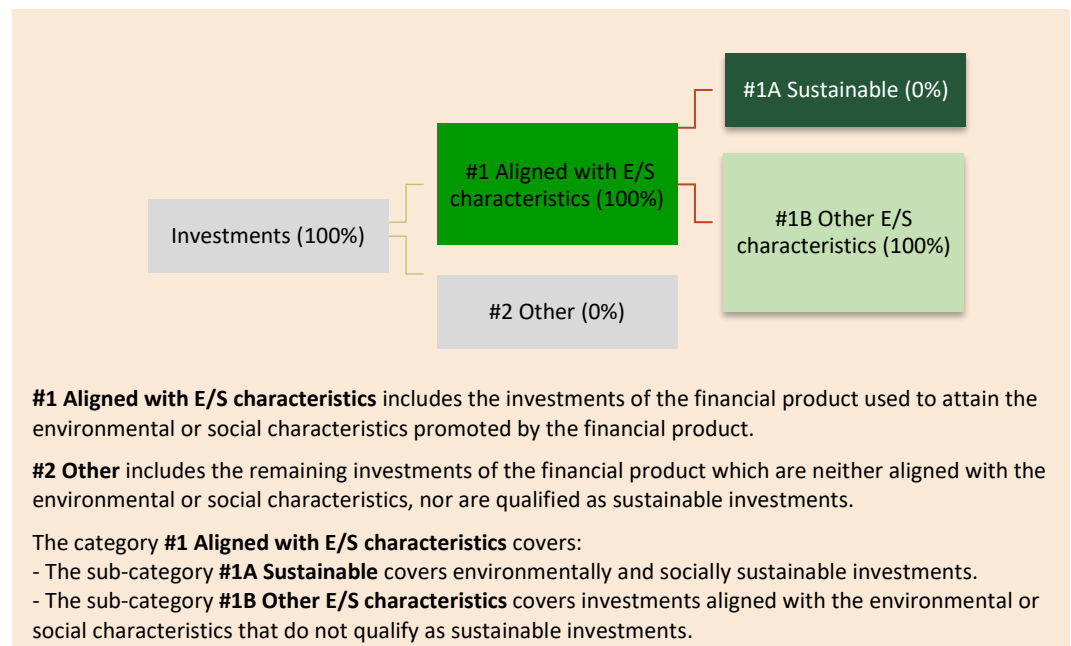 #1A Sustainable (0%)
#1 Aligned with E/S
characteristics (100%)
#1B Other E/S
characteristics (100%)
Investments (100%)
#2 Other (0%)
#1 Aligned with E/S characteristics includes the investments of the financial product used to attain the
environmental or social characteristics promoted by the financial product.
#2 Other includes the remaining investments of the financial product which are neither aligned with the
environmental or social characteristics, nor are qualified as sustainable investments.
The category #1 Aligned with E/S characteristics covers:
- The sub-category #1A Sustainable covers environmentally and socially sustainable investments.
- The sub-category #1B Other E/S characteristics covers investments aligned with the environmental or
social characteristics that do not qualify as sustainable investments.